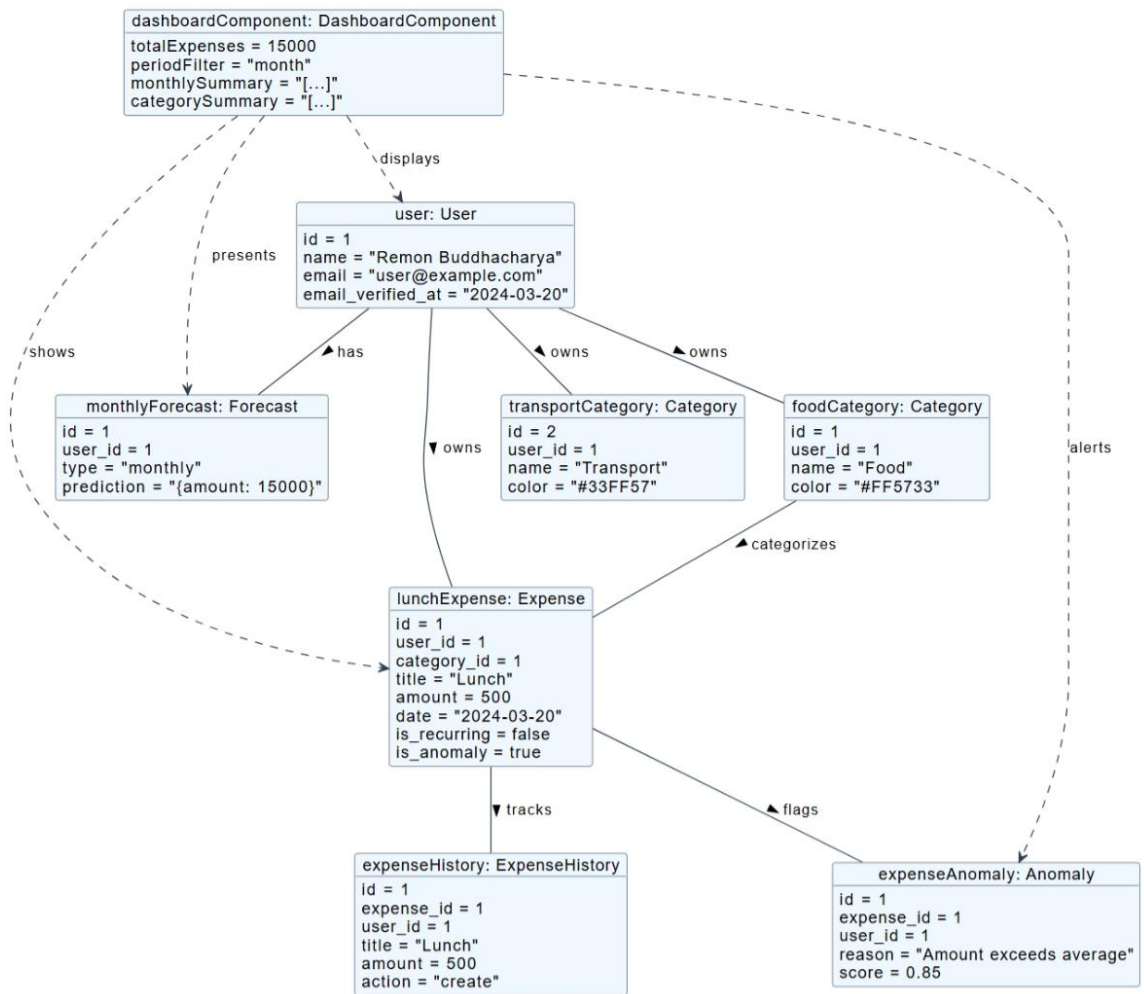 dashboardComponent: DashboardComponent
totalExpenses = 15000
periodFilter = "month"
monthlySummary = "[...]"
categorySummary = "[...]"
displays
user: User
id = 1
name = "Remon Buddhacharya"
email = "user@example.com"
email_verified_at = "2024-03-20"
presents
shows
has
owns
owns
monthlyForecast: Forecast
id = 1
user_id = 1
type = "monthly"
prediction = "{amount: 15000}"
owns
transportCategory: Category
id = 2
user_id = 1
name = "Transport"
color = "#33FF57"
foodCategory: Category
id = 1
user_id = 1
name = "Food"
color = "#FF5733"
alerts
categorizes
lunchExpense: Expense
id = 1
user_id = 1
category_id = 1
title = "Lunch"
amount = 500
date = "2024-03-20"
is_recurring = false
is_anomaly = true
tracks
flags
expenseHistory: ExpenseHistory
id = 1
expense_id = 1
user_id = 1
title = "Lunch"
amount = 500
action = "create"
expenseAnomaly: Anomaly
id = 1
expense_id = 1
user_id = 1
reason = "Amount exceeds average"
score = 0.85